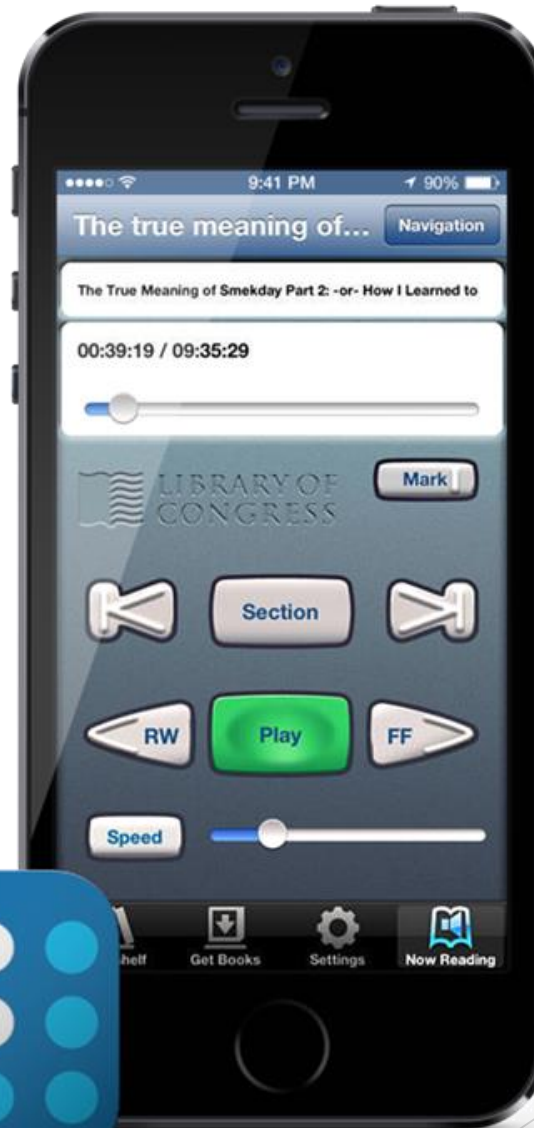 9:41 PM 90%
The true meaning of... Navigation
The True Meaning of Smekday Part 2: -or- How I Learned to
00:39:19 / 09:35:29
LIBRARY OF CONGRESS
Mark
Section
RW Play FF
Speed
helf Get Books Settings Now Reading